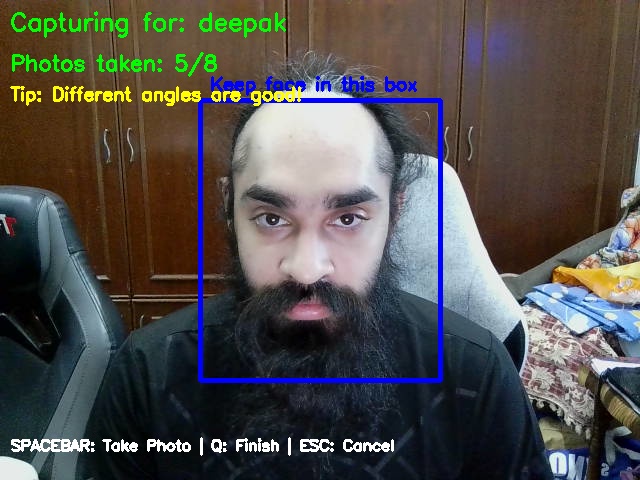 Capturing for: deepak
Photos taken: 5/8
Keep face in this box
Tip: Different angles are good!
SPACEBAR: Take Photo | Q: Finish | ESC: Cancel